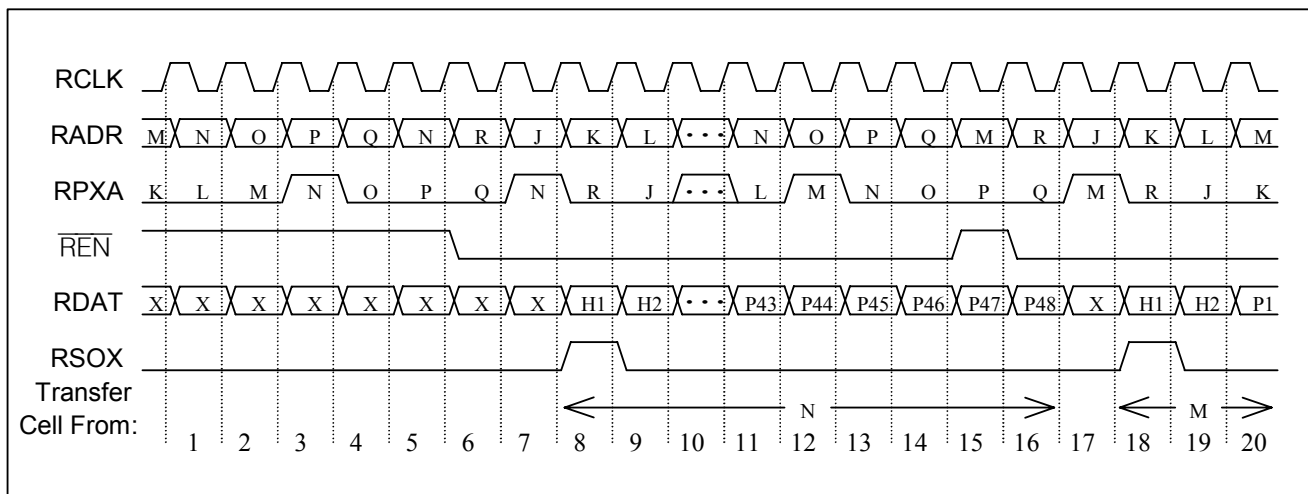 RCLK
RADR M N O P Q N R J K L ··· N O P Q M R J K L M
RPXA K L M N O P Q N R J ··· L M N O P Q M R J K
REN
RDAT X X X X X X X X H1 H2 ··· P43 P44 P45 P46 P47 P48 X H1 H2 P1
RSOX
Transfer
Cell From: N M
1 2 3 4 5 6 7 8 9 10 11 12 13 14 15 16 17 18 19 20